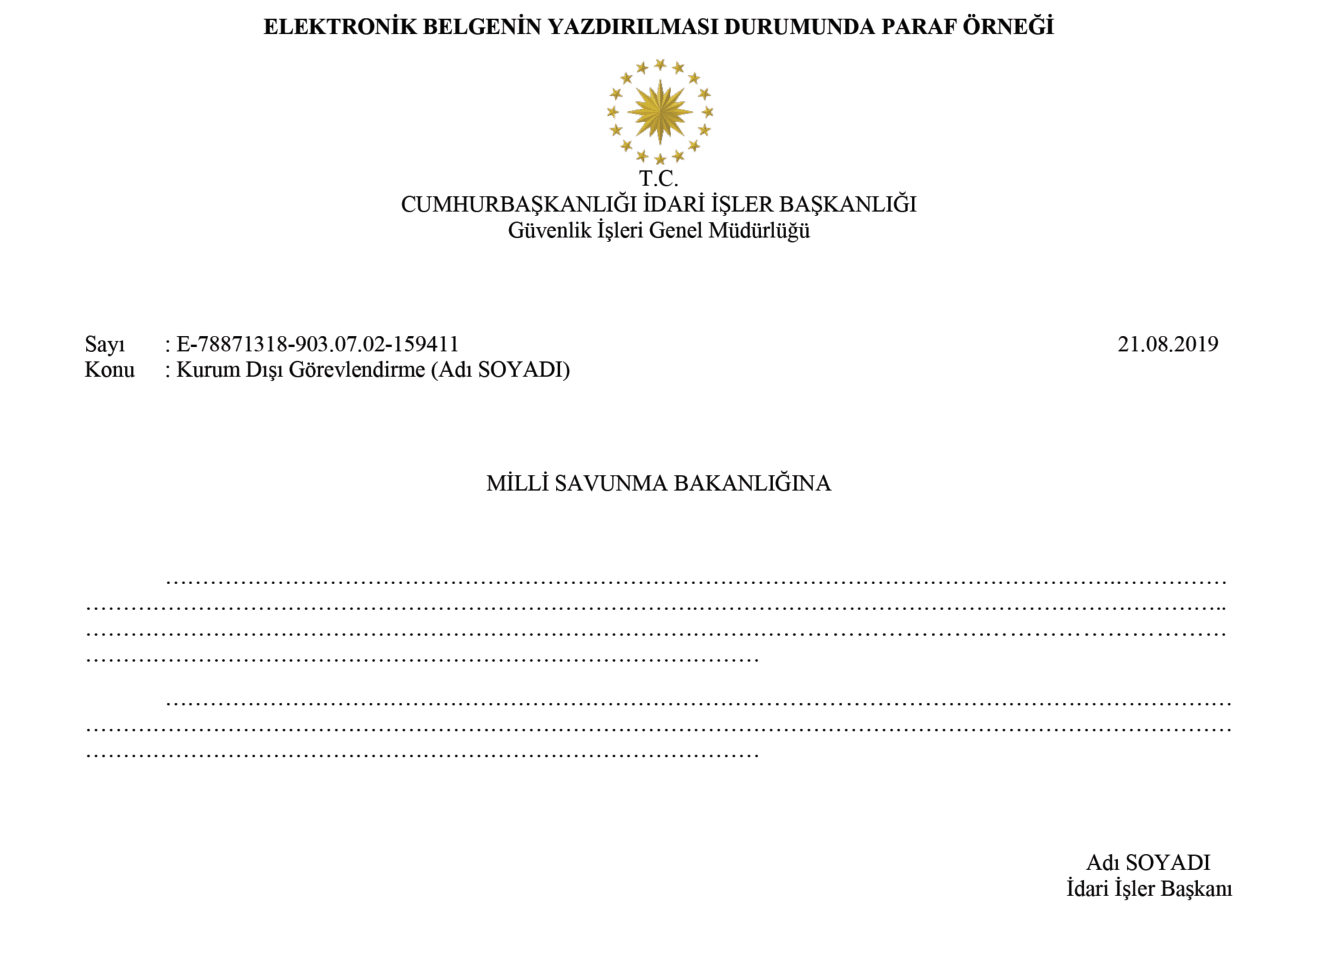 ELEKTRONİK BELGENİN YAZDIRILMASI DURUMUNDA PARAF ÖRNEĞİ
T.C.
CUMHURBAŞKANLIĞI İDARİ İŞLER BAŞKANLIĞI
Güvenlik İşleri Genel Müdürlüğü
Sayı : E-78871318-903.07.02-159411 21.08.2019
Konu : Kurum Dışı Görevlendirme (Adı SOYADI)
MİLLİ SAVUNMA BAKANLIĞINA
……………………………………………………………………………………………………………………….……………
……………………………………………………………………………….……………………………………………………………………..
…………………………………………………………………………………………………………………………………………
………………………………………………………………………………
…………………………………………………………………………………………………………………………………………
…………………………………………………………………………………………………………………………………………………
………………………………………………………………………………
Adı SOYADI
İdari İşler Başkanı